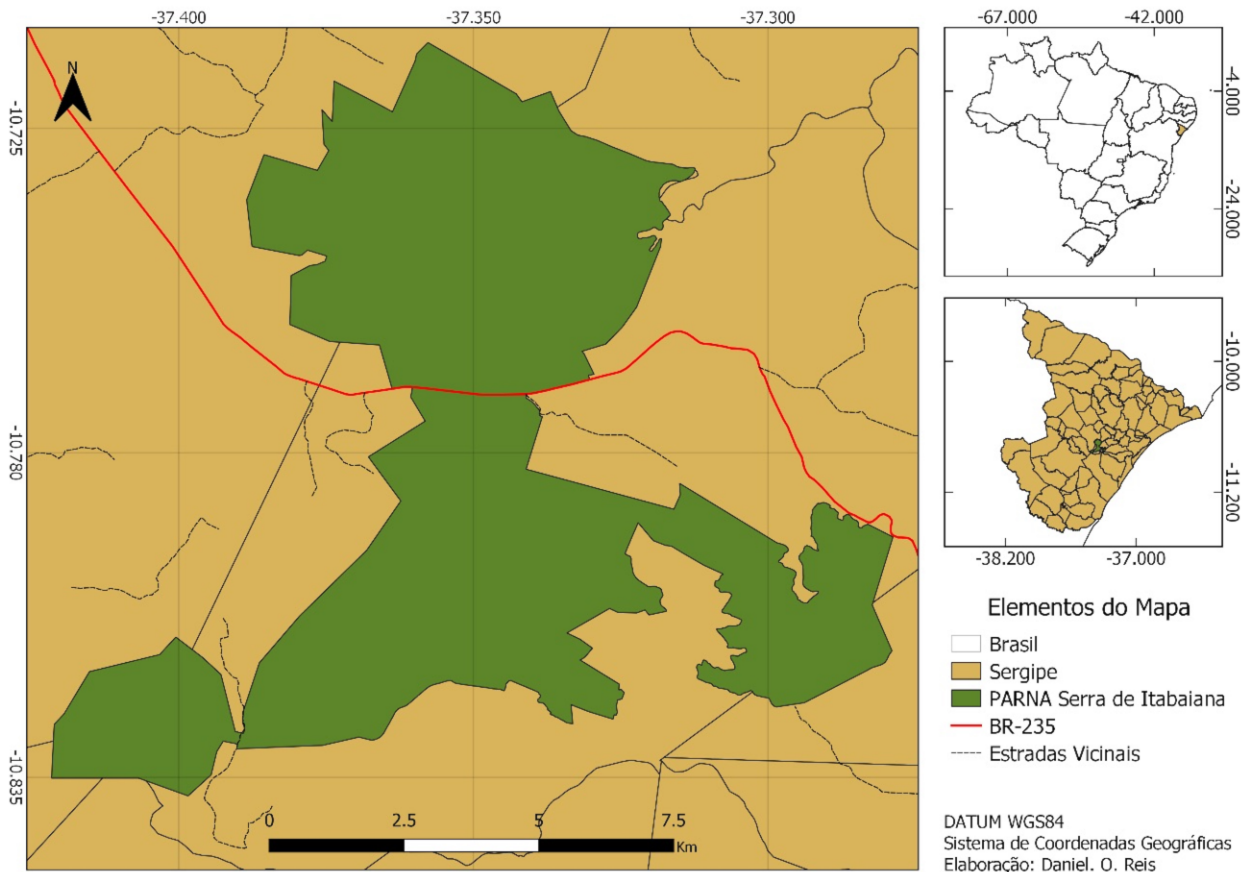 -37.400
-37.350
-37.300
N
-10.725
-10.780
-10.835
0
2.5
5
7.5
Km
-67.000
-42.000
-4.000
-24.000
-10.000
-11.200
-38.200
-37.000
Elementos do Mapa
Brasil
Sergipe
PARNA Serra de Itabaiana
BR-235
Estradas Vicinais
DATUM WGS84
Sistema de Coordenadas Geográficas
Elaboração: Daniel. O. Reis